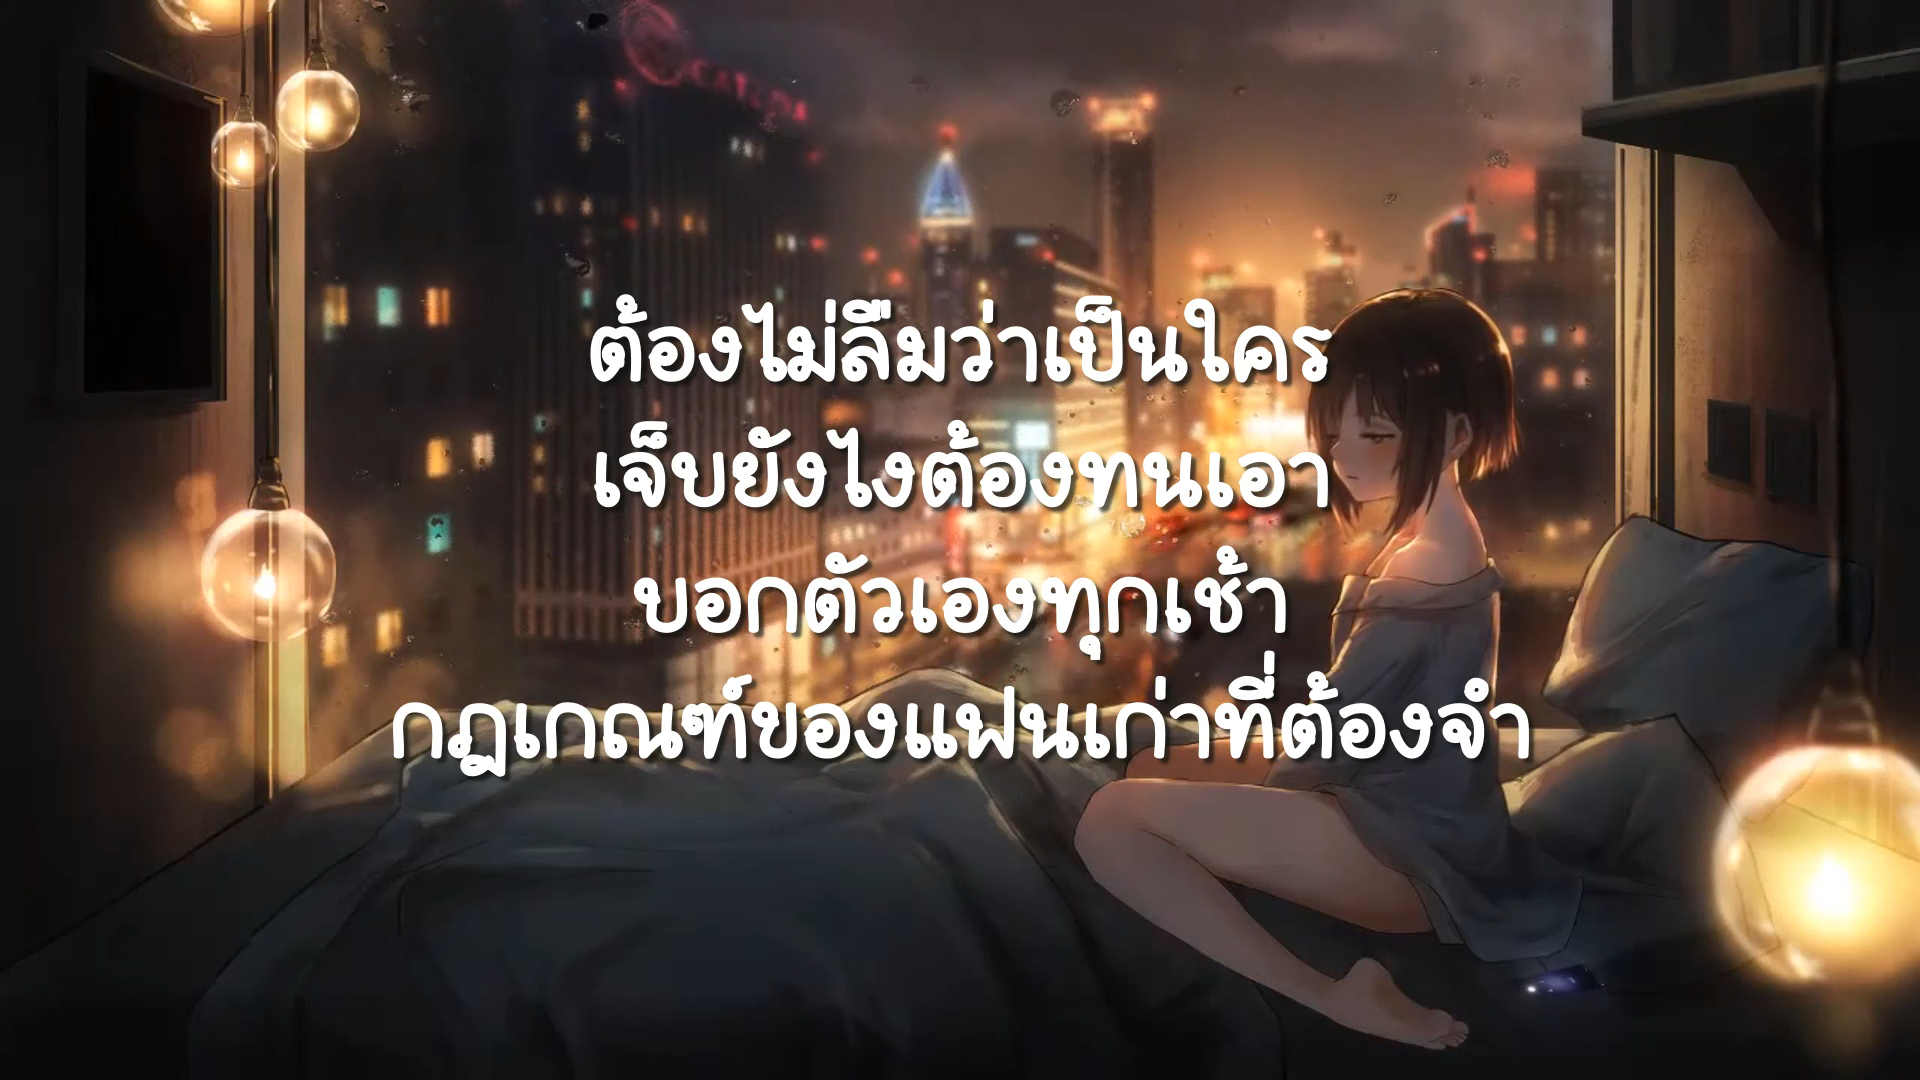 ต้องไม่ลืมว่าเป็นใคร
เจ็บยังไงต้องทนเอา
บอกตัวเองทุกเช้า
กฎเกณฑ์ของแฟนเก่าที่ต้องจำ